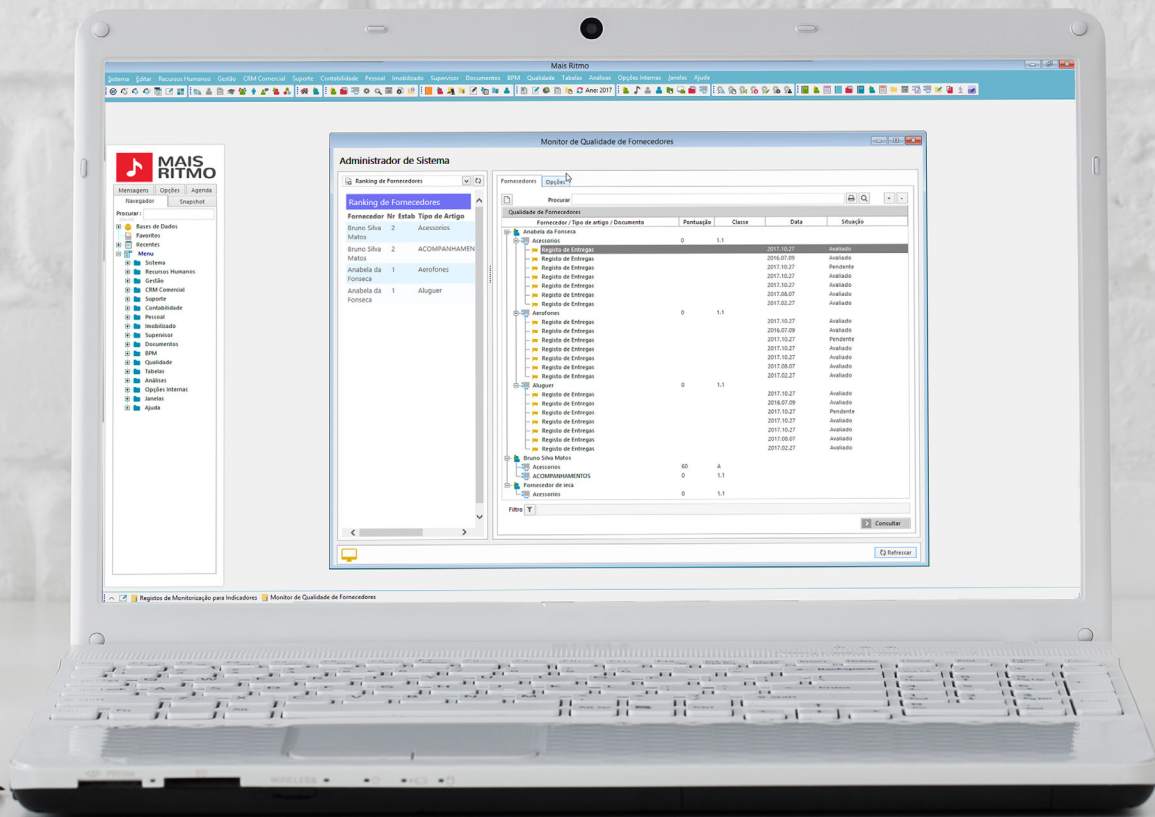 Mais Ritmo
Sistema Editar Recursos Humanos Gestão CRM Comercial Suporte Contabilidade Pessoal Imobilizado Supervisor Documentos BPM Qualidade Tabelas Análises Opções Internas Janelas Ajuda
Ano: 2017
MAIS
RITMO
Mensagens Opções Agenda
Navegador Snapshot
Procurar :
Bases de Dados
Favoritos
Recentes
Menu
Sistema
Recursos Humanos
Gestão
CRM Comercial
Suporte
Contabilidade
Pessoal
Imobilizado
Supervisor
Documentos
BPM
Qualidade
Tabelas
Análises
Opções Internas
Janelas
Ajuda
Monitor de Qualidade de Fornecedores
Administrador de Sistema
Ranking de Fornecedores
Ranking de Fornecedores
Fornecedor Nr Estab Tipo de Artigo
Bruno Silva Matos 2 Acessorios
Bruno Silva Matos 2 ACOMPANHAMEN
Anabela da Fonseca 1 Aerofones
Anabela da Fonseca 1 Aluguer
Fornecedores Opções
Procurar
Qualidade de Fornecedores
Fornecedor / Tipo de artigo / Documento Pontuação Classe Data Situação
Anabela da Fonseca
Acessorios 0 1.1
Registo de Entregas 2017.10.27 Avaliado
Registo de Entregas 2016.07.09 Avaliado
Registo de Entregas 2017.10.27 Pendente
Registo de Entregas 2017.10.27 Avaliado
Registo de Entregas 2017.10.27 Avaliado
Registo de Entregas 2017.08.07 Avaliado
Registo de Entregas 2017.02.27 Avaliado
Aerofones 0 1.1
Registo de Entregas 2017.10.27 Avaliado
Registo de Entregas 2016.07.09 Avaliado
Registo de Entregas 2017.10.27 Pendente
Registo de Entregas 2017.10.27 Avaliado
Registo de Entregas 2017.10.27 Avaliado
Registo de Entregas 2017.08.07 Avaliado
Registo de Entregas 2017.02.27 Avaliado
Aluguer 0 1.1
Registo de Entregas 2017.10.27 Avaliado
Registo de Entregas 2016.07.09 Avaliado
Registo de Entregas 2017.10.27 Pendente
Registo de Entregas 2017.10.27 Avaliado
Registo de Entregas 2017.10.27 Avaliado
Registo de Entregas 2017.08.07 Avaliado
Registo de Entregas 2017.02.27 Avaliado
Bruno Silva Matos
Acessorios 60 A
ACOMPANHAMENTOS 0 1.1
Fornecedor de ieca
Acessorios 0 1.1
Filtro
Consultar
Refrescar
Registos de Monitorização para Indicadores Monitor de Qualidade de Fornecedores
WIRELESS